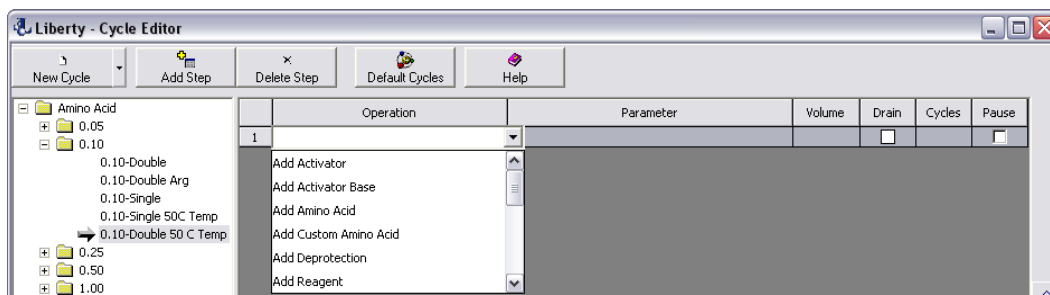 Liberty - Cycle Editor
New Cycle Add Step Delete Step Default Cycles Help
Amino Acid
0.05
0.10
0.10-Double
0.10-Double Arg
0.10-Single
0.10-Single 50C Temp
0.10-Double 50 C Temp
0.25
0.50
1.00
Operation Parameter Volume Drain Cycles Pause
1
Add Activator
Add Activator Base
Add Amino Acid
Add Custom Amino Acid
Add Deprotection
Add Reagent